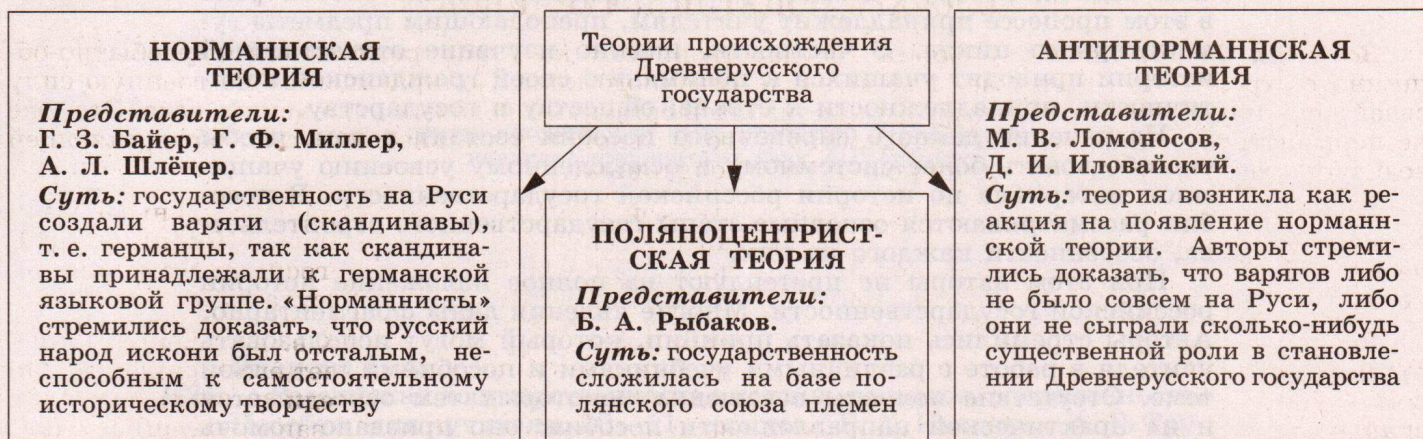 НОРМАННСКАЯ
ТЕОРИЯ
Представители:
Г. З. Байер, Г. Ф. Миллер,
А. Л. Шлёцер.
Суть: государственность на Руси
создали варяги (скандинавы),
т. е. германцы, так как скандина-
вы принадлежат к германской
языковой группе. «Норманнисты»
стремились доказать, что русский
народ искони был отсталым, не-
способным к самостоятельному
историческому творчеству
Теории происхождения
Древнерусского
государства
ПОЛЯНОЦЕНТРИСТ-
СКАЯ ТЕОРИЯ
Представители:
Б. А. Рыбаков.
Суть: государственность
сложилась на базе по-
лянского союза племен
АНТИНОРМАННСКАЯ
ТЕОРИЯ
Представители:
М. В. Ломоносов,
Д. И. Иловайский.
Суть: теория возникла как ре-
акция на появление норманн-
ской теории. Авторы стреми-
лись доказать, что варягов либо
не было совсем на Руси, либо
они не сыграли сколько-нибудь
существенной роли в становле-
нии Древнерусского государства